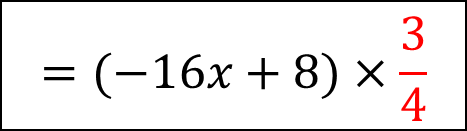 = (−16x + 8) × 3/4